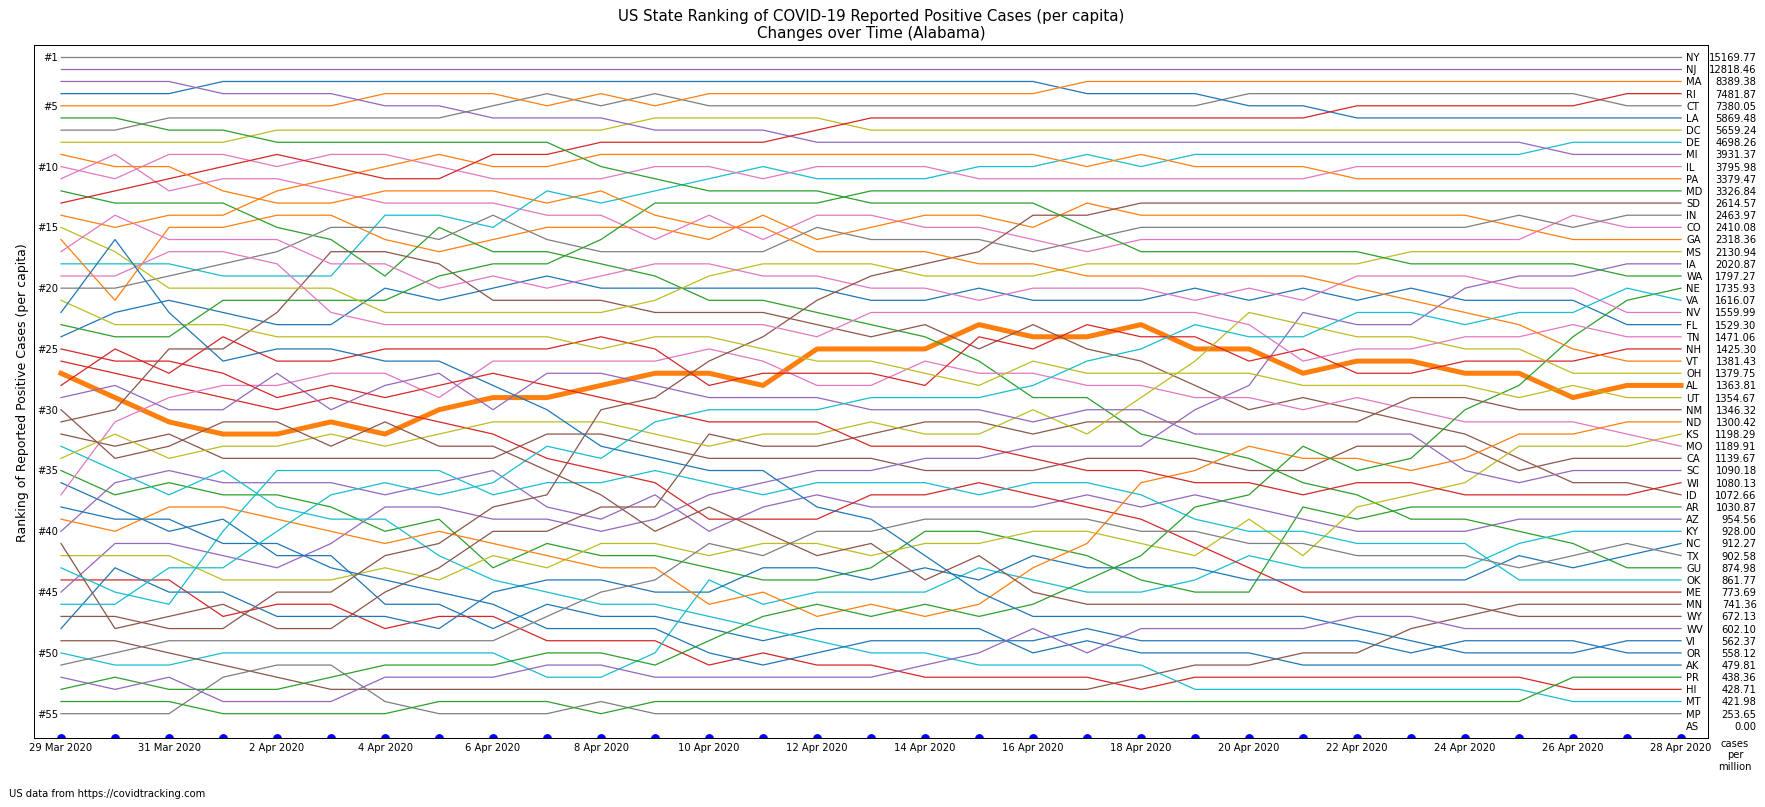 US State Ranking of COVID-19 Reported Positive Cases (per capita)
Changes over Time (Alabama)
Ranking of Reported Positive Cases (per capita)
#1
#5
#10
#15
#20
#25
#30
#35
#40
#45
#50
#55
NY 15169.77
NJ 12818.46
MA 8389.38
RI 7481.87
CT 7380.05
LA 5869.48
DC 5659.24
DE 4698.26
MI 3931.37
IL 3795.98
PA 3379.47
MD 3326.84
SD 2614.57
IN 2463.97
CO 2410.08
GA 2318.36
MS 2130.94
IA 2020.87
WA 1797.27
NE 1735.93
VA 1616.07
NV 1559.99
FL 1529.30
TN 1471.06
NH 1425.30
VT 1381.43
OH 1379.75
AL 1363.81
UT 1354.67
NM 1346.32
ND 1300.42
KS 1198.29
MO 1189.91
CA 1139.67
SC 1090.18
WI 1080.13
ID 1072.66
AR 1030.87
AZ 954.56
KY 928.00
NC 912.27
TX 902.58
GU 874.98
OK 861.77
ME 773.69
MN 741.36
WY 672.13
WV 602.10
VI 562.37
OR 558.12
AK 479.81
PR 438.36
HI 428.71
MT 421.98
MP 253.65
AS 0.00
29 Mar 2020 31 Mar 2020 2 Apr 2020 4 Apr 2020 6 Apr 2020 8 Apr 2020 10 Apr 2020 12 Apr 2020 14 Apr 2020 16 Apr 2020 18 Apr 2020 20 Apr 2020 22 Apr 2020 24 Apr 2020 26 Apr 2020 28 Apr 2020
cases
per
million
US data from https://covidtracking.com